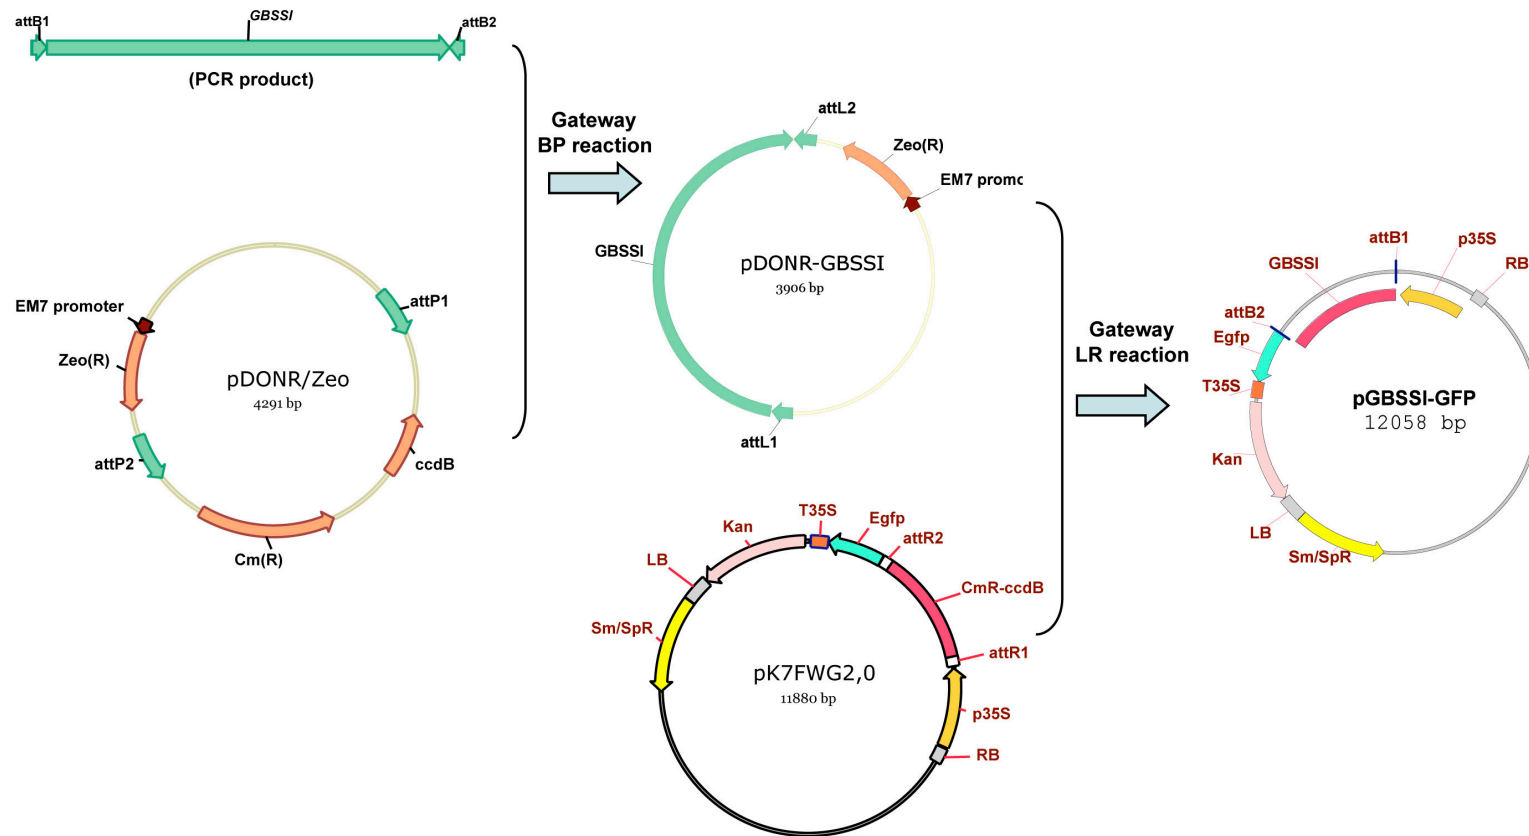 attB1
GBSSI
attB2
(PCR product)
Gateway
BP reaction
EM7 promoter
attP1
Zeo(R)
pDONR/Zeo
4291 bp
attP2
ccdB
Cm(R)
attL2
Zeo(R)
EM7 promc
GBSSI
pDONR-GBSSI
3906 bp
attL1
Gateway
LR reaction
T35S
Egfp
Kan
attR2
LB
CmR-ccdB
Sm/SpR
attR1
pK7FWG2,0
11880 bp
p35S
RB
attB1
p35S
GBSSI
RB
attB2
Egfp
T35S
pGBSSI-GFP
12058 bp
Kan
LB
Sm/SpR